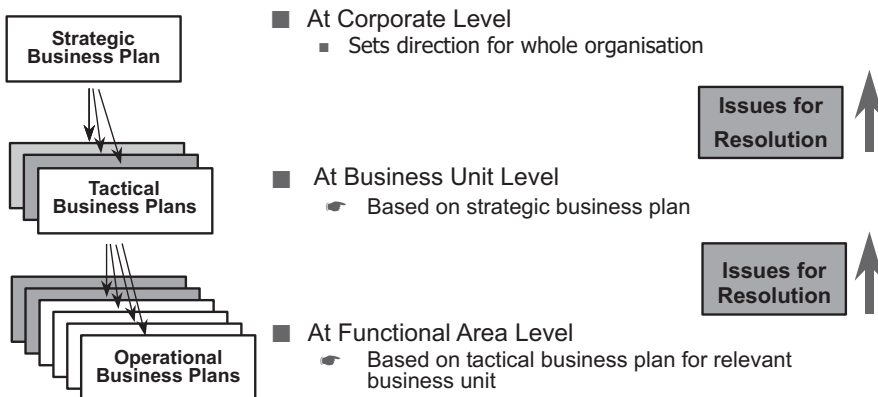 Strategic
Business Plan
At Corporate Level
Sets direction for whole organisation
Issues for
Resolution
Tactical
Business Plans
At Business Unit Level
Based on strategic business plan
Issues for
Resolution
Operational
Business Plans
At Functional Area Level
Based on tactical business plan for relevant
business unit